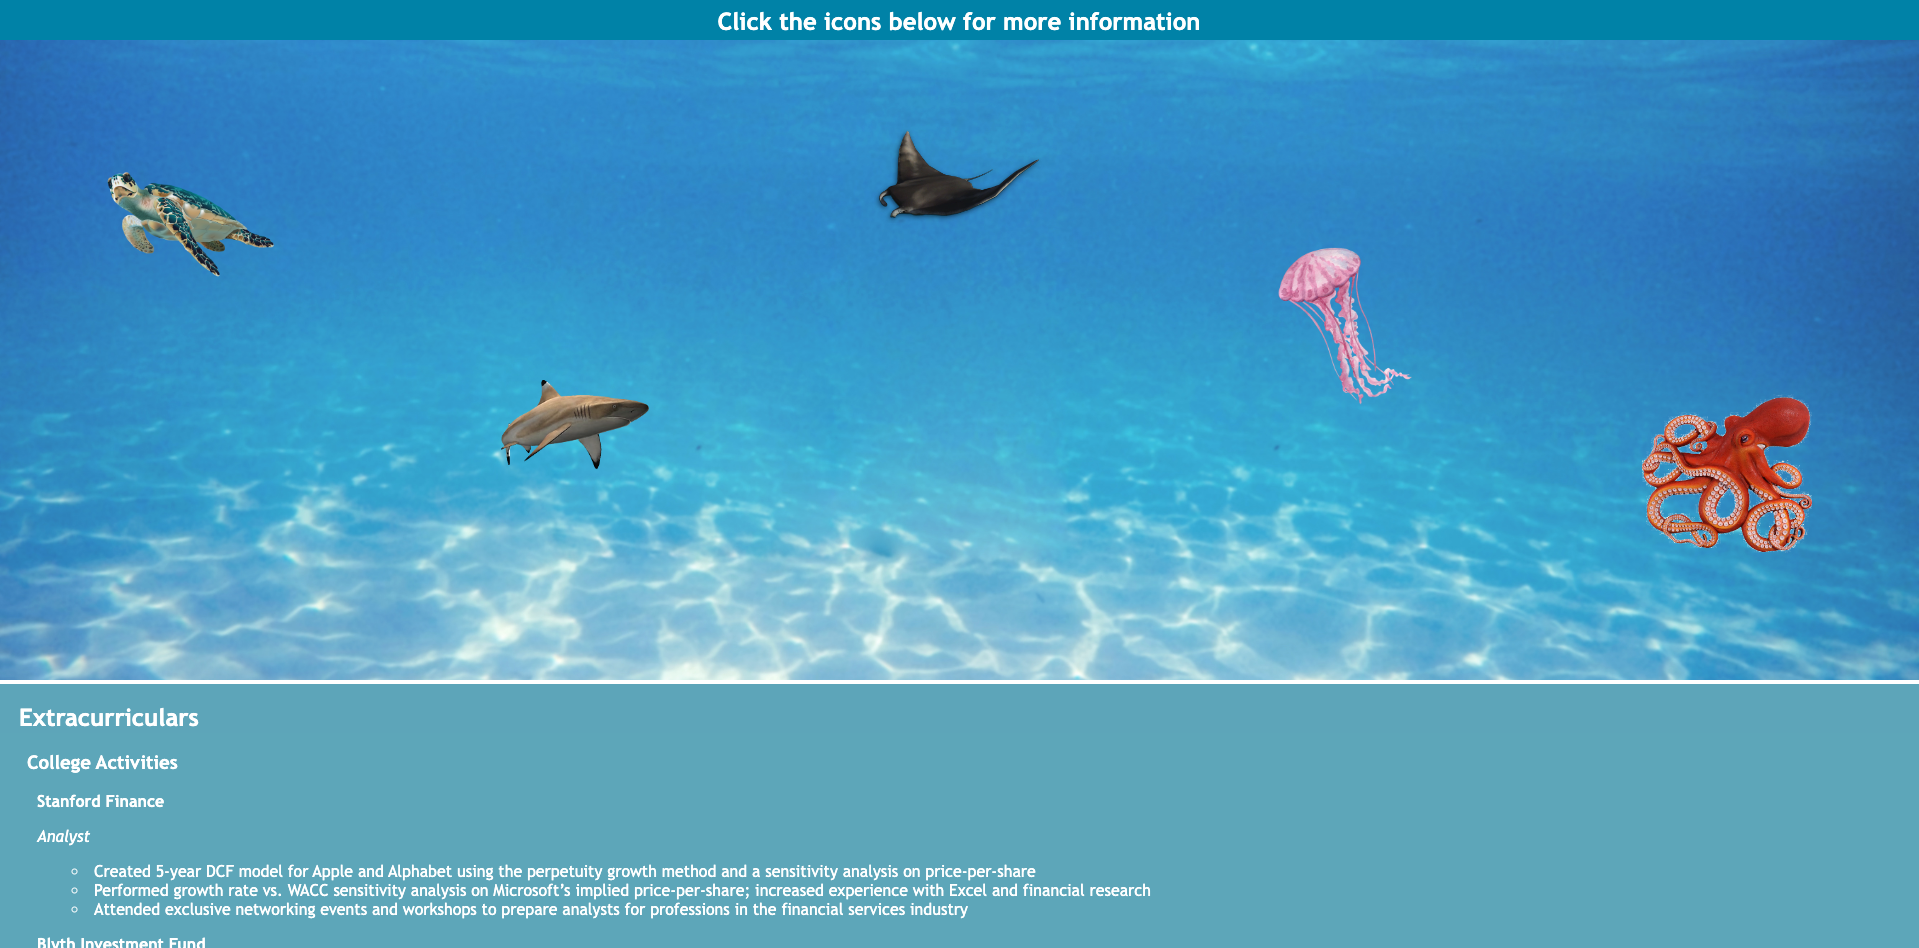 Click the icons below for more information
Extracurriculars
College Activities
Stanford Finance
Analyst
Created 5-year DCF model for Apple and Alphabet using the perpetuity growth method and a sensitivity analysis on price-per-share
Performed growth rate vs. WACC sensitivity analysis on Microsoft’s implied price-per-share; increased experience with Excel and financial research
Attended exclusive networking events and workshops to prepare analysts for professions in the financial services industry
Blyth Investment Fund